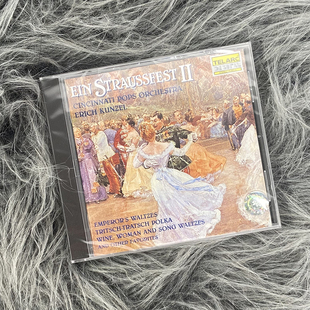 EIN STRAUSSFEST II
TELARC
CINCINNATI POPS ORCHESTRA
ERICH KUNZEL
EMPEROR'S WALTZES
TRITSCH-TRATSCH POLKA
WINE, WOMAN AND SONG WALTZES
AND OTHER FAVORITES